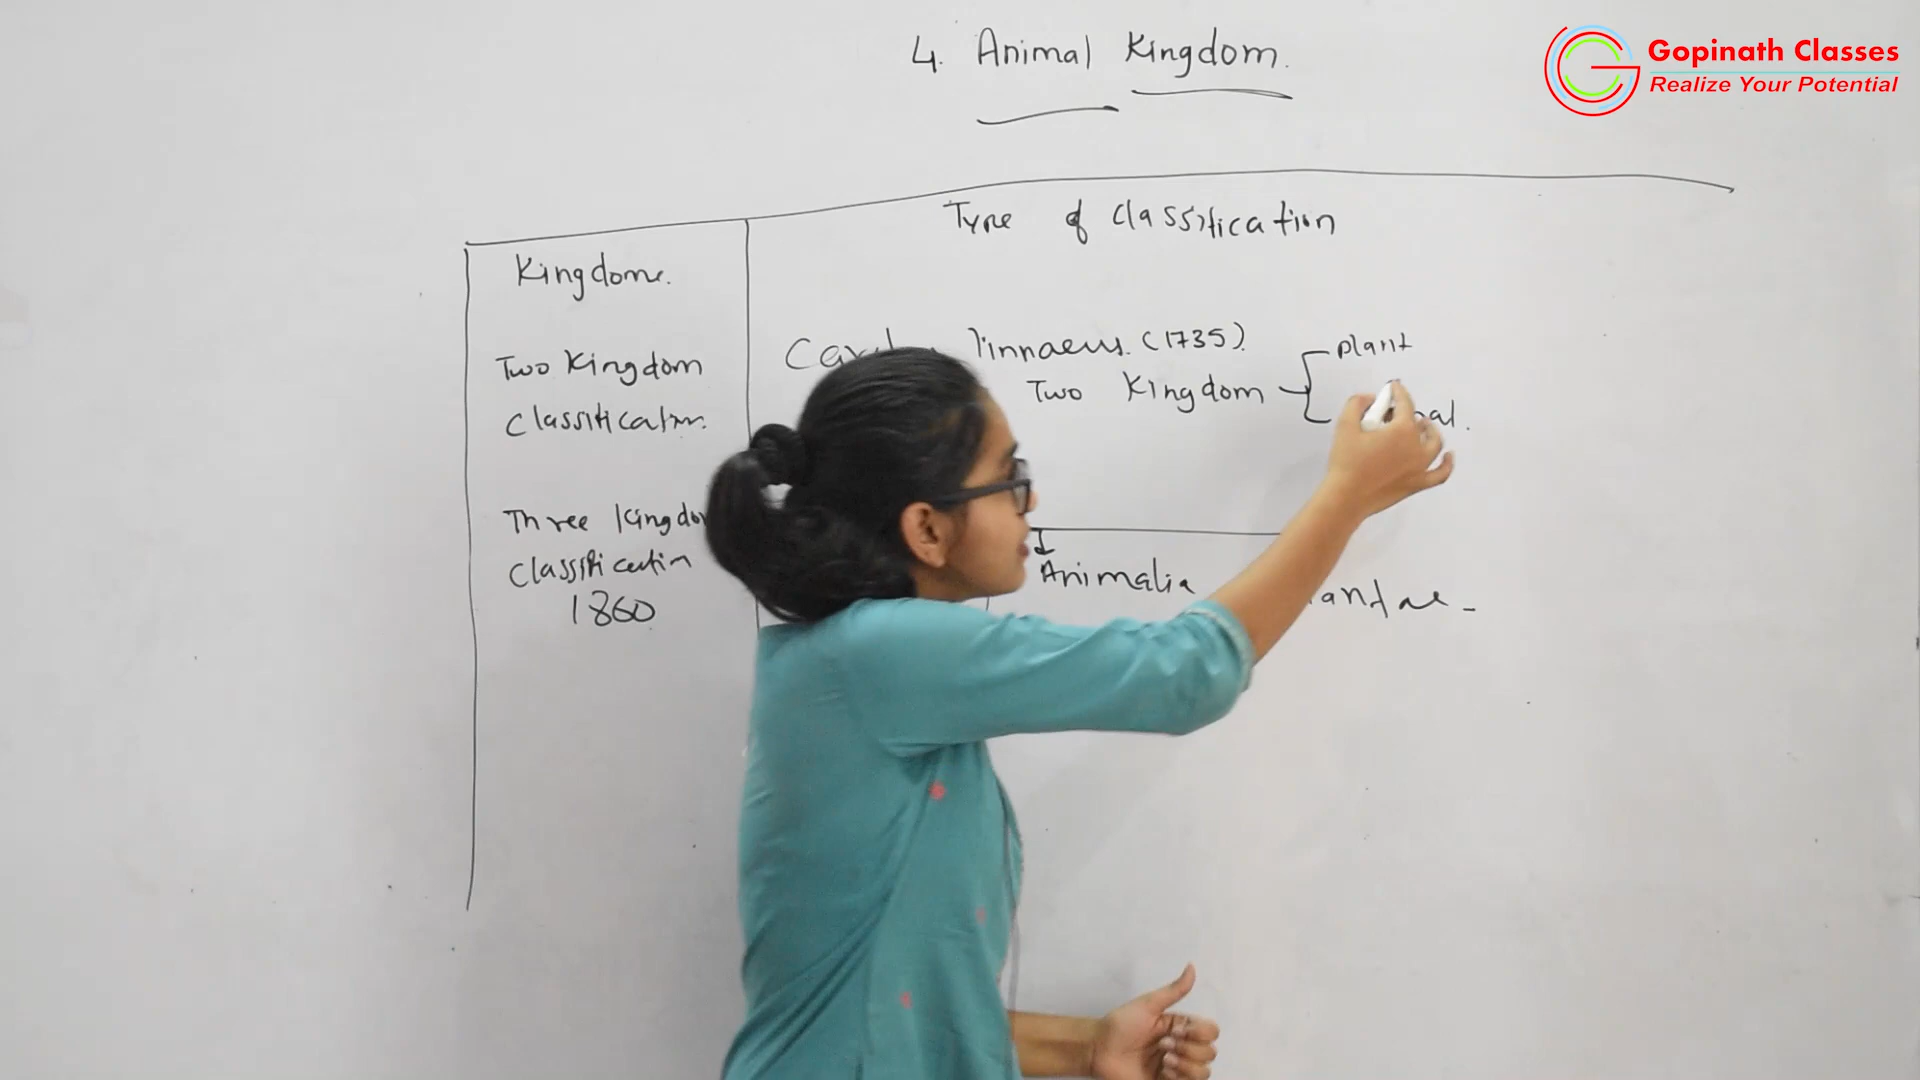 4. Animal Kingdom.
Gopinath Classes
Realize Your Potential
Type of classification
Kingdom.
linnaeus. (1735).
Two Kingdom
plant
Two Kingdom
classification.
Three
classification
1860
Animalia